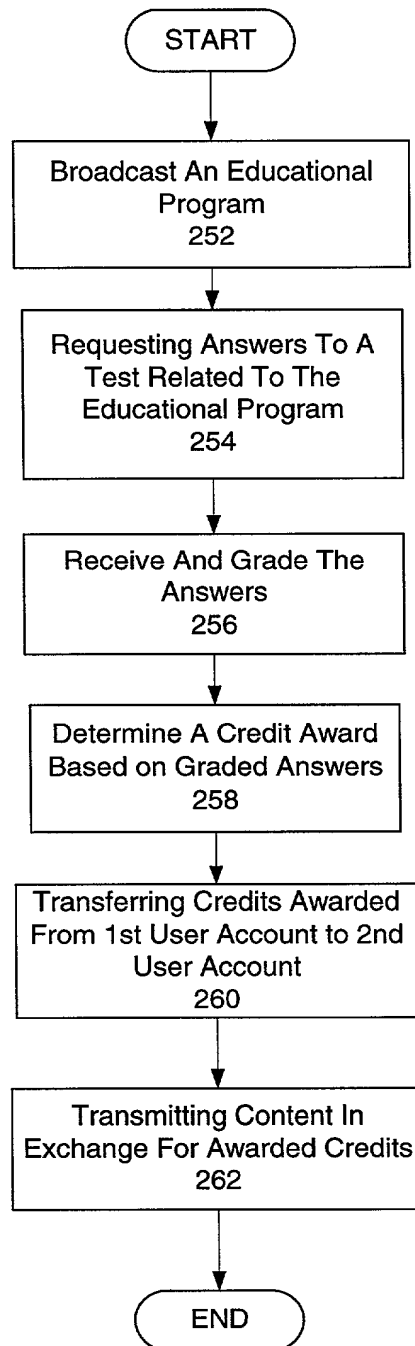 START
Broadcast An Educational
Program
252
Requesting Answers To A
Test Related To The
Educational Program
254
Receive And Grade The
Answers
256
Determine A Credit Award
Based on Graded Answers
258
Transferring Credits Awarded
From 1st User Account to 2nd
User Account
260
Transmitting Content In
Exchange For Awarded Credits
262
END